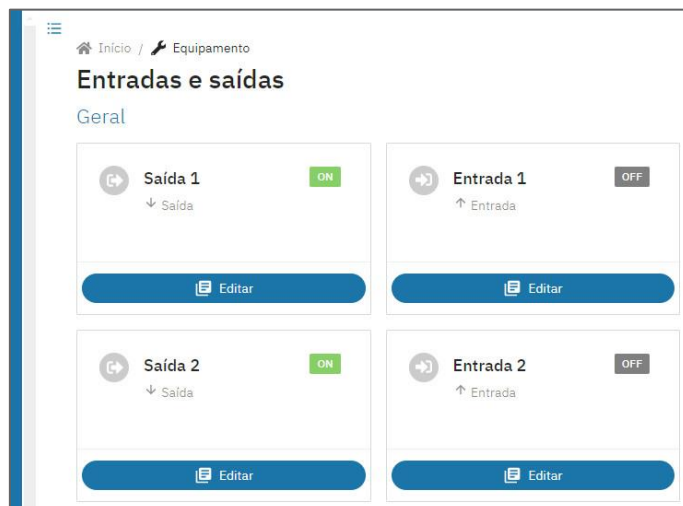 Início / Equipamento
Entradas e saídas
Geral
Saída 1 ON
Saída
Editar
Entrada 1 OFF
Entrada
Editar
Saída 2 ON
Saída
Editar
Entrada 2 OFF
Entrada
Editar